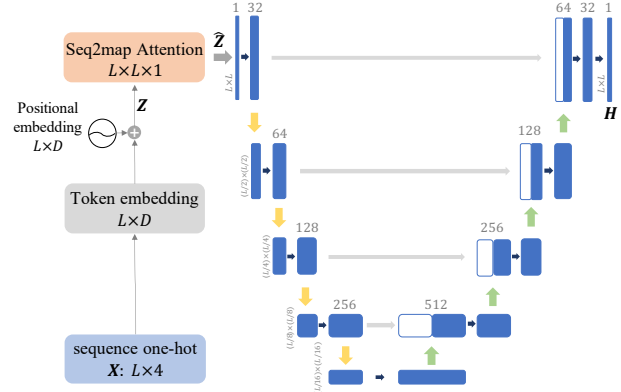 Seq2map Attention
L×L×1
Ẑ
Z
Positional
embedding
L×D
Token embedding
L×D
sequence one-hot
X: L×4
1 32
L×L
64
(L/2)×(L/2)
128
(L/4)×(L/4)
256
(L/8)×(L/8)
(L/16)×(L/16)
512
256
128
64 32 1
L×L
H